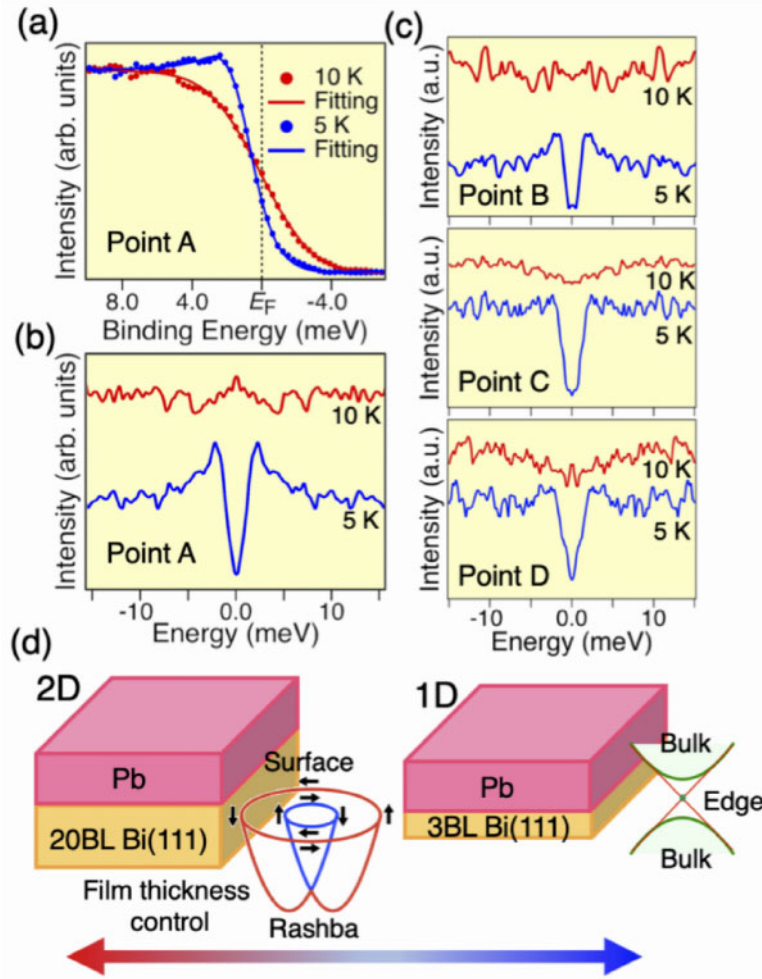 (a)
Intensity (arb. units)
10 K
Fitting
5 K
Fitting
Point A
8.0 4.0 EF -4.0
Binding Energy (meV)
(b)
Intensity (arb. units)
10 K
5 K
Point A
-10 0.0 10
Energy (meV)
(c)
Intensity (a.u.)
10 K
Point B
5 K
Intensity (a.u.)
10 K
5 K
Point C
Intensity (a.u.)
10 K
5 K
Point D
-10 0.0 10
Energy (meV)
(d)
2D
Pb
20BL Bi(111)
Surface
Film thickness
control
Rashba
1D
Pb
3BL Bi(111)
Bulk
Edge
Bulk